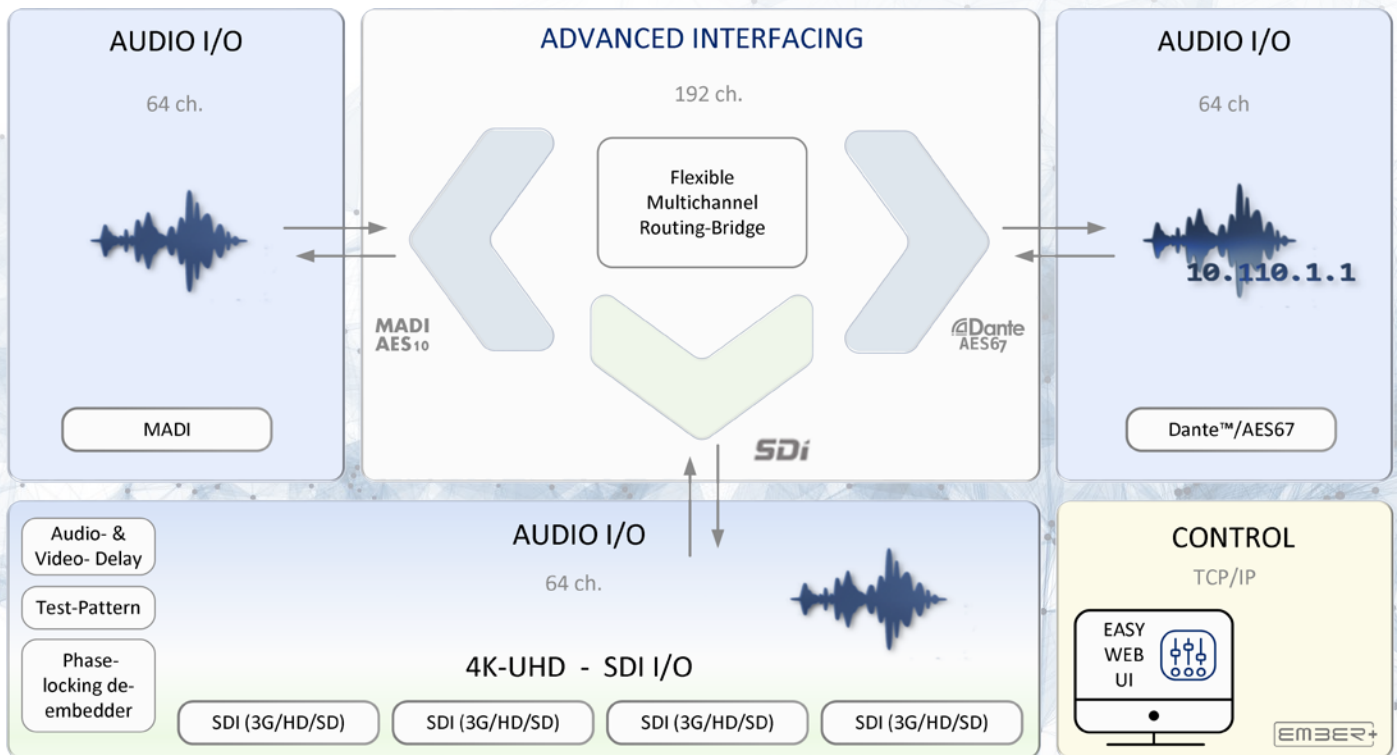 AUDIO I/O
64 ch.
MADI
ADVANCED INTERFACING
192 ch.
Flexible
Multichannel
Routing-Bridge
MADI
AES10
Dante
AES67
SDi
AUDIO I/O
64 ch
10.110.1.1
Dante™/AES67
Audio- &
Video- Delay
Test-Pattern
Phase-
locking de-
embedder
AUDIO I/O
64 ch.
4K-UHD - SDI I/O
SDI (3G/HD/SD)
SDI (3G/HD/SD)
SDI (3G/HD/SD)
SDI (3G/HD/SD)
CONTROL
TCP/IP
EASY
WEB
UI
EMBER+